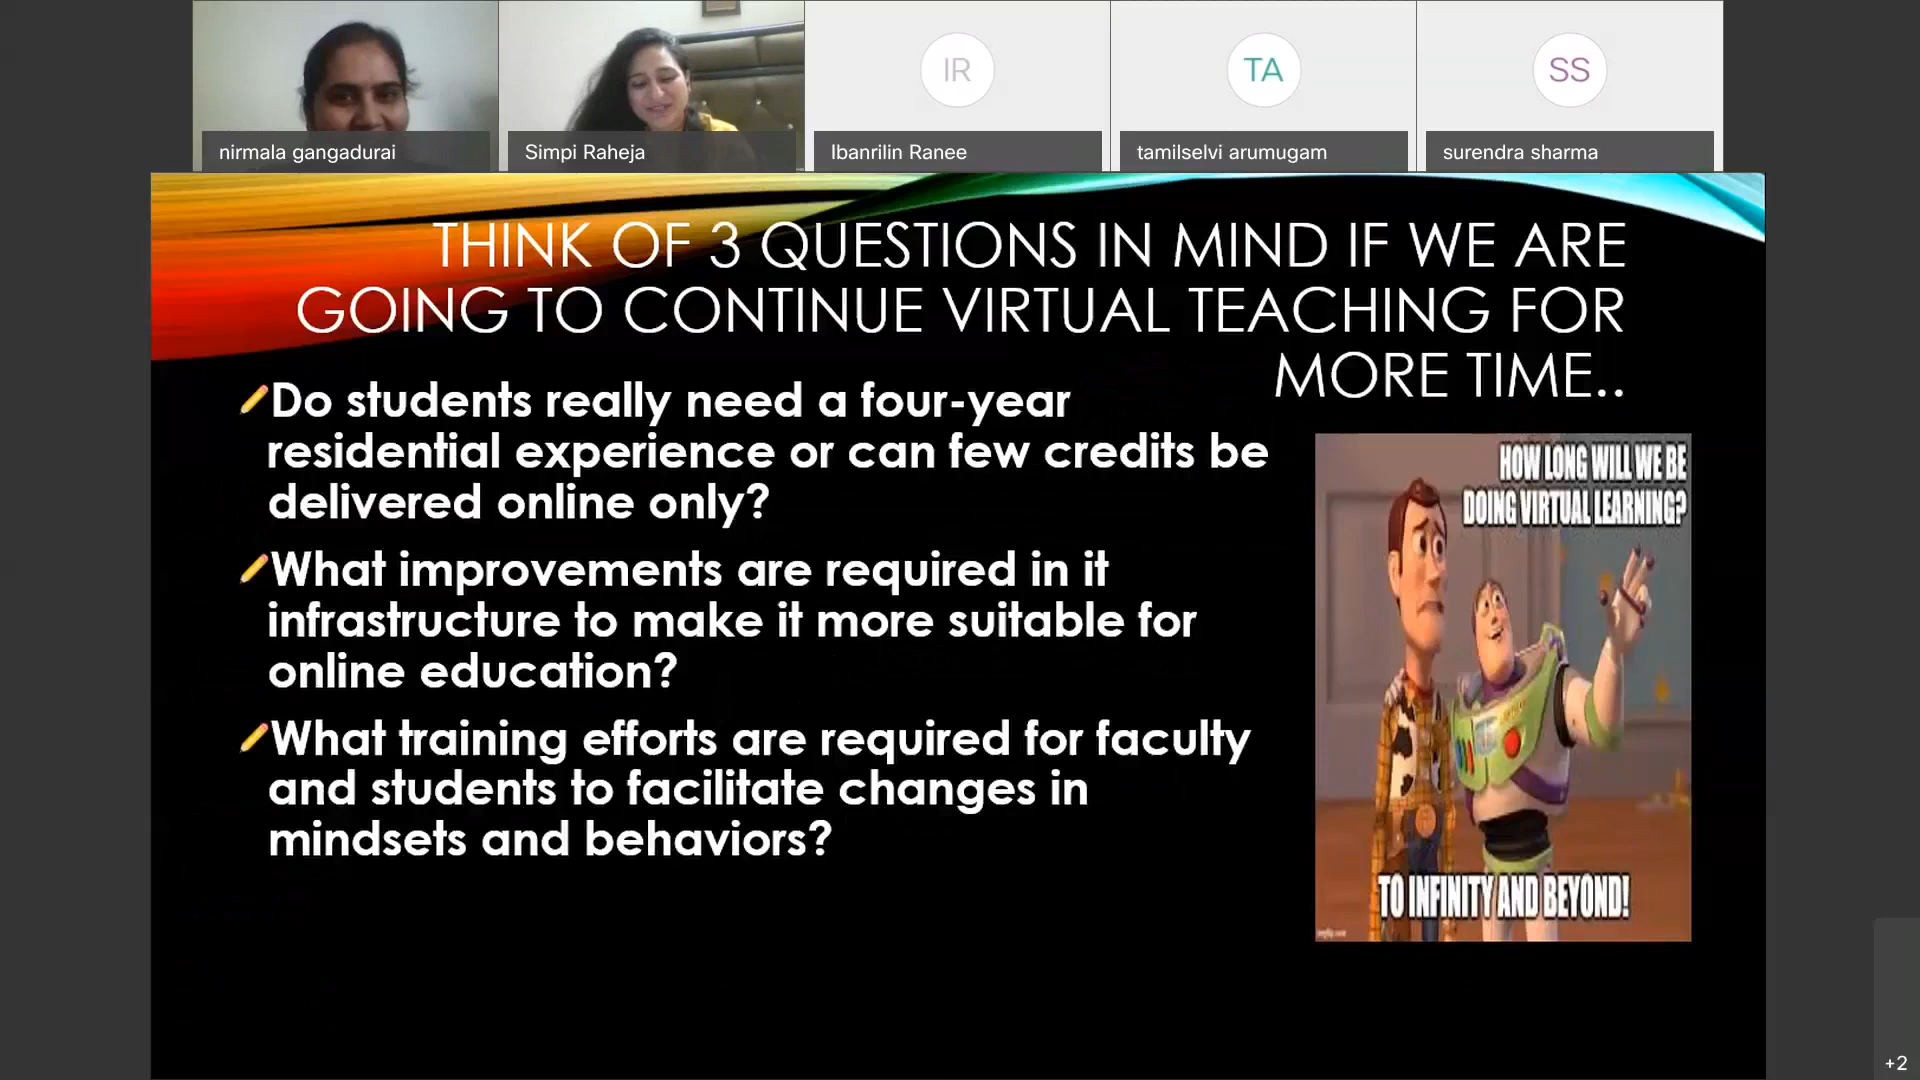 IR
TA
SS
nirmala gangadurai
Simpi Raheja
Ibanrilin Ranee
tamilselvi arumugam
surendra sharma
THINK OF 3 QUESTIONS IN MIND IF WE ARE
GOING TO CONTINUE VIRTUAL TEACHING FOR
MORE TIME..
Do students really need a four-year
residential experience or can few credits be
delivered online only?
What improvements are required in it
infrastructure to make it more suitable for
online education?
What training efforts are required for faculty
and students to facilitate changes in
mindsets and behaviors?
HOW LONG WILL WE BE
DOING VIRTUAL LEARNING?
TO INFINITY AND BEYOND!
imgflip.com
+2